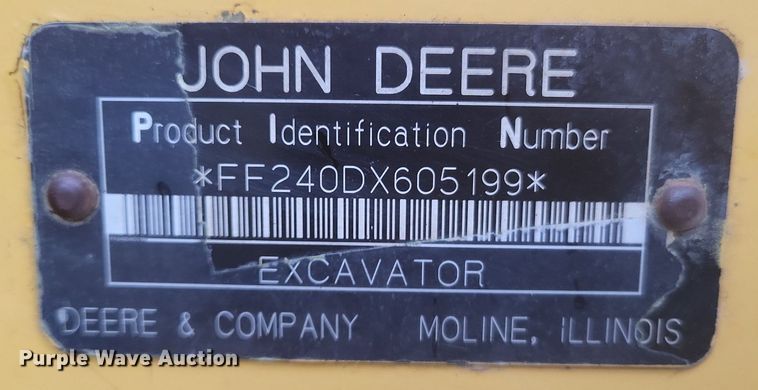 JOHN DEERE
Product Identification Number
*FF240DX605199*
EXCAVATOR
DEERE & COMPANY MOLINE, ILLINOIS
Purple Wave Auction